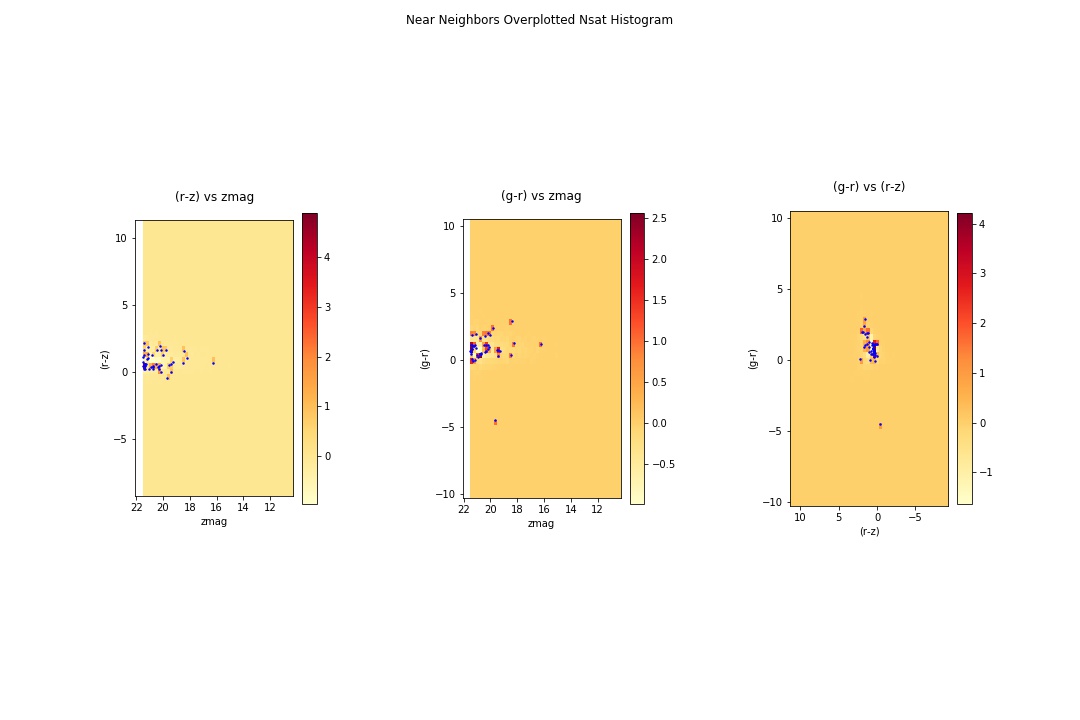 Near Neighbors Overplotted Nsat Histogram
(r-z) vs zmag
10
5
0
−5
(r-z)
22 20 18 16 14 12
zmag
4
3
2
1
0
(g-r) vs zmag
10
5
0
−5
−10
(g-r)
22 20 18 16 14 12
zmag
2.5
2.0
1.5
1.0
0.5
0.0
−0.5
(g-r) vs (r-z)
10
5
0
−5
−10
(g-r)
10 5 0 −5
(r-z)
4
3
2
1
0
−1